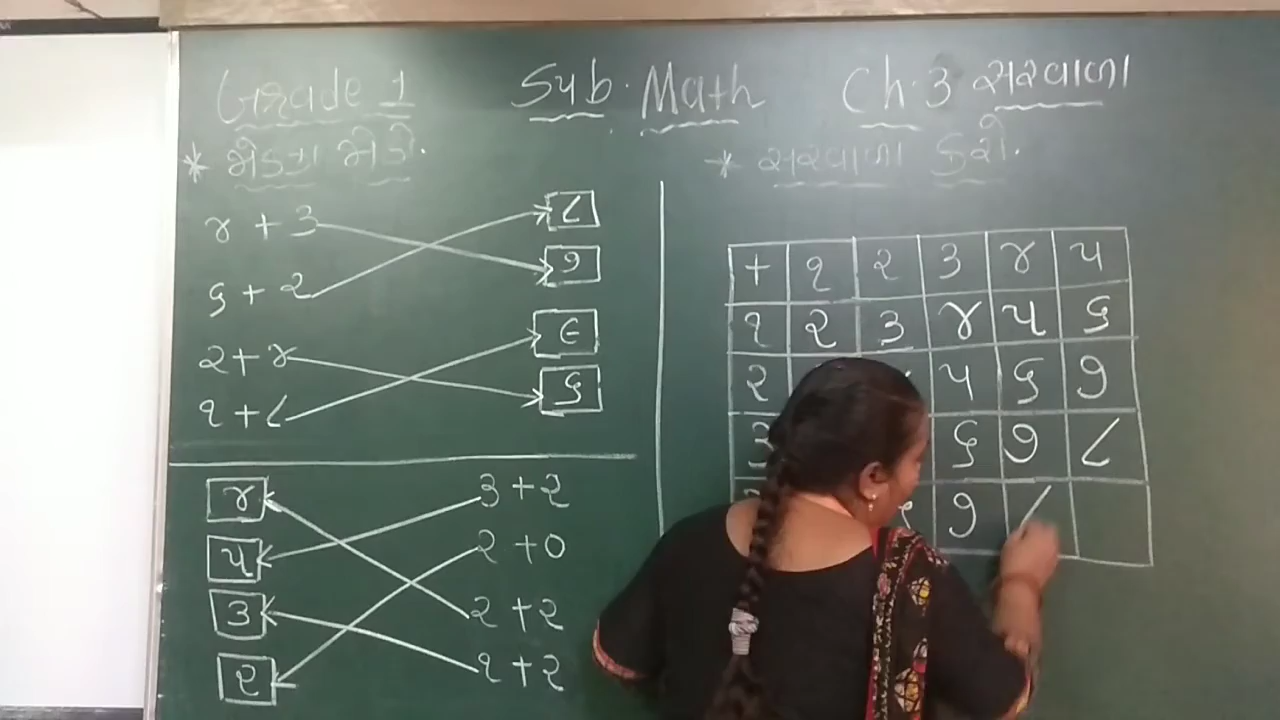 Grade 1 Sub. Math Ch.3 સરવાળા
* જોડકા જોડો.
૪ + ૩ ૮
૬ + ૨ ૭
૨ + ૪ ૯
૧ + ૮ ૬
૪ ૩ + ૨
૫ ૨ + ૦
૩ ૨ + ૨
૨ ૧ + ૨
* સરવાળા કરો.
+ ૧ ૨ ૩ ૪ ૫
૧ ૨ ૩ ૪ ૫ ૬
૨ ૫ ૬ ૭
૩ ૬ ૭ ૮
૭